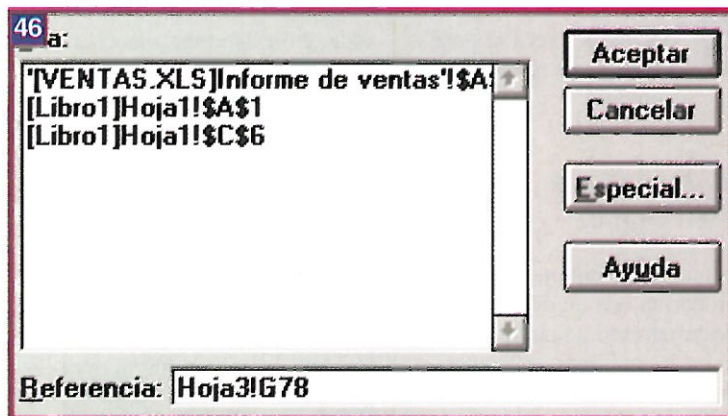 46
a:
'[VENTAS.XLS]Informe de ventas'!$A
[Libro1]Hoja1!$A$1
[Libro1]Hoja1!$C$6
Aceptar
Cancelar
Especial...
Ayuda
Referencia: Hoja3!G78